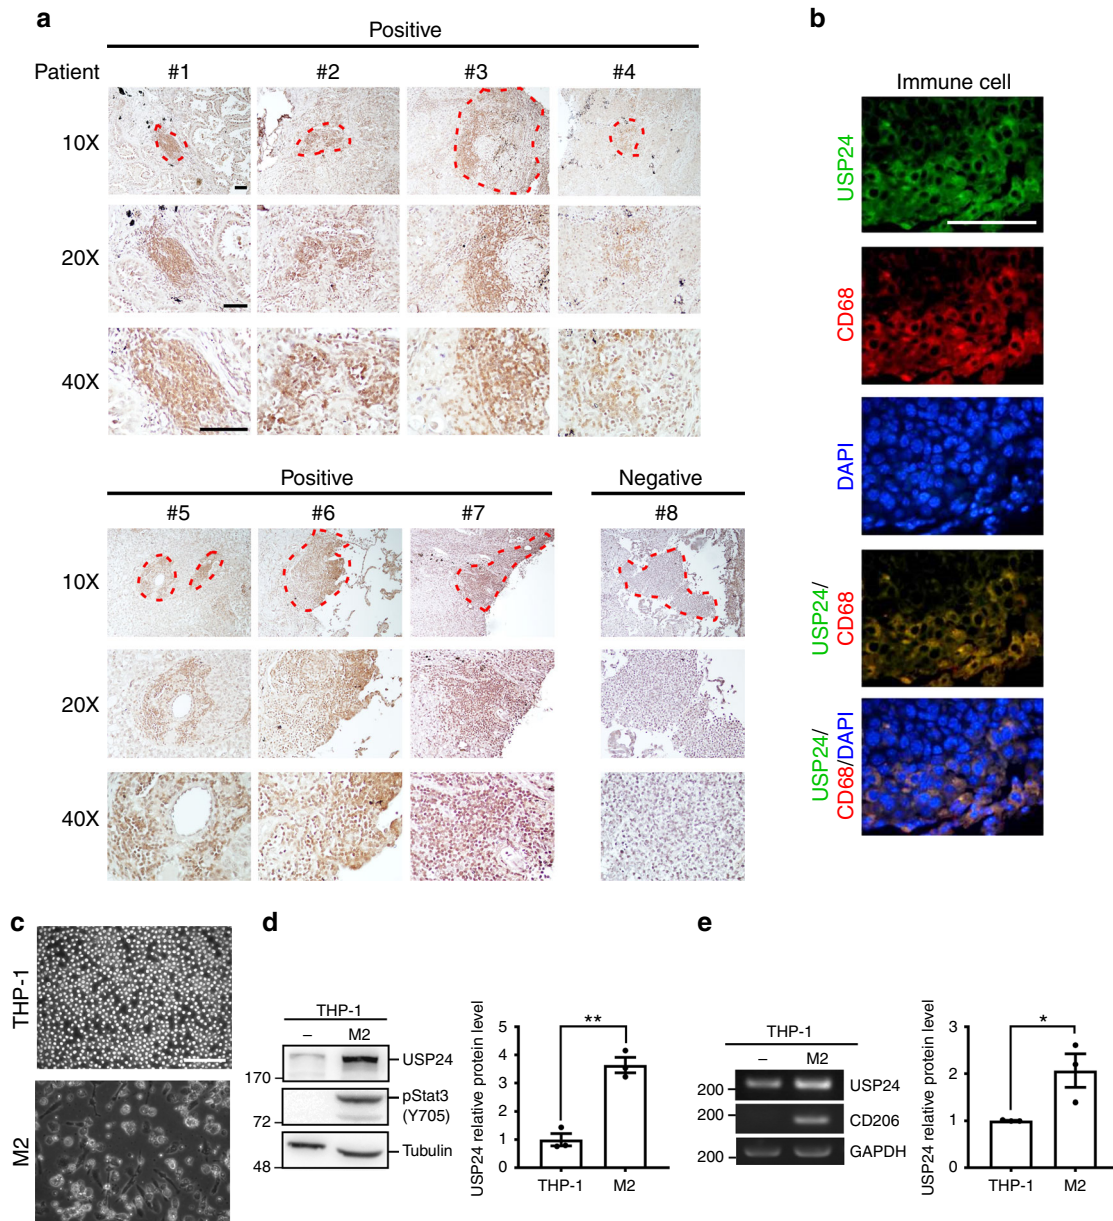 a
Positive
Patient #1 #2 #3 #4
10X
20X
40X
Positive Negative
#5 #6 #7 #8
10X
20X
40X
b
Immune cell
USP24
CD68
DAPI
USP24/
CD68
USP24/
CD68/DAPI
c
THP-1
M2
d
THP-1
– M2
USP24
170
pStat3
(Y705)
72
Tubulin
48
USP24 relative protein level
5
4
3
2
1
0
**
THP-1 M2
e
THP-1
– M2
200 USP24
200 CD206
200 GAPDH
USP24 relative protein level
3
2
1
0
*
THP-1 M2